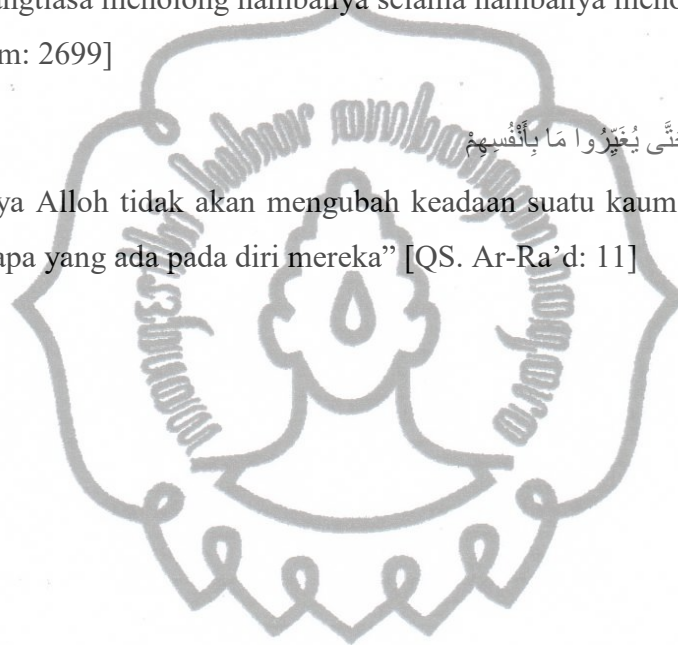 menolong hambanya selama hambanya meno
m: 2699]
حَتَّى يُغَيِّرُوا مَا بِأَنْفُسِهِمْ
ya Alloh tidak akan mengubah keadaan suatu kaum
apa yang ada pada diri mereka” [QS. Ar-Ra’d: 11]